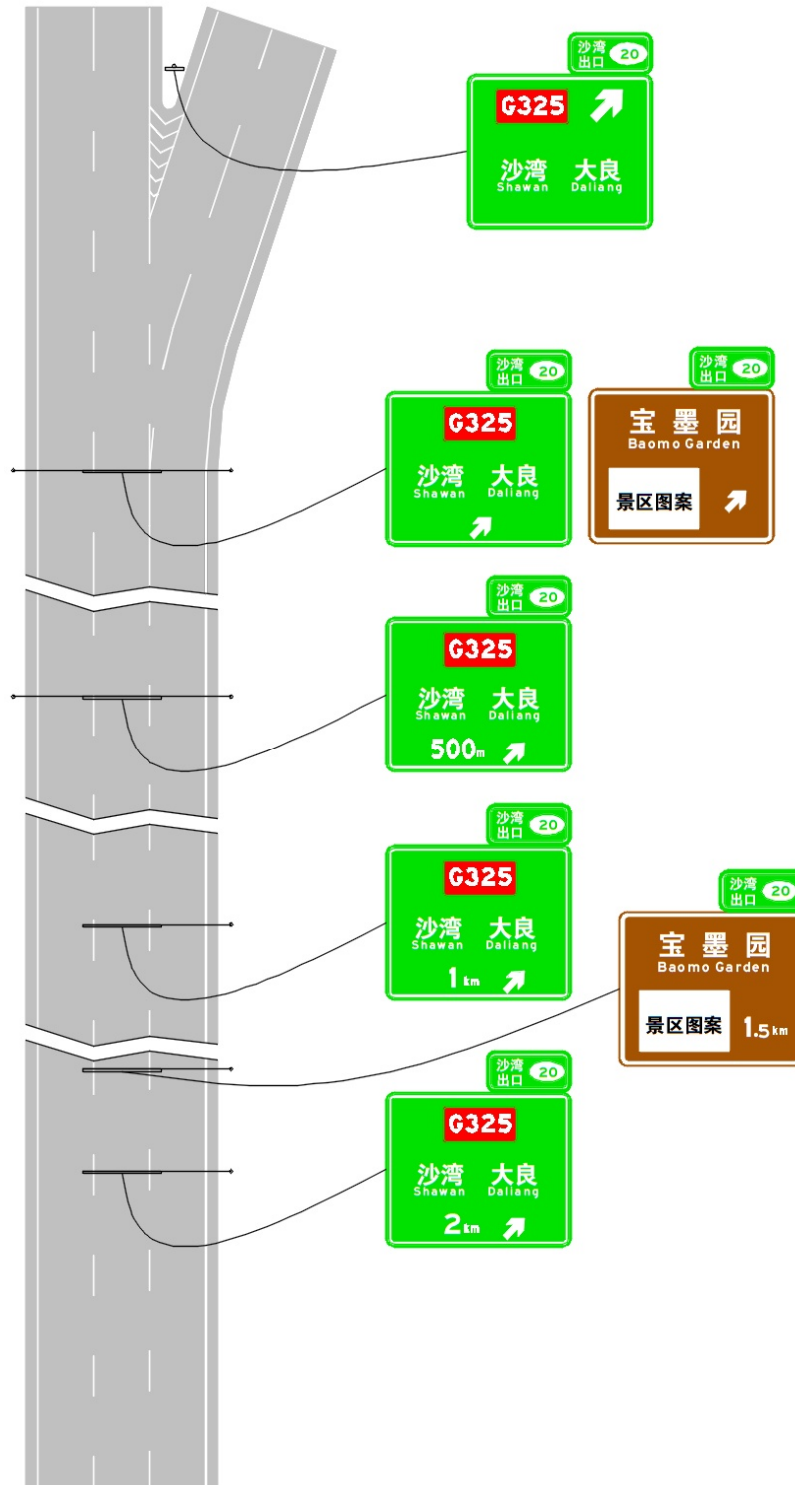 沙湾
出口 20
G325
沙湾 大良
Shawan Daliang
沙湾
出口 20
G325
沙湾 大良
Shawan Daliang
沙湾
出口 20
宝墨园
Baomo Garden
景区图案
沙湾
出口 20
G325
沙湾 大良
Shawan Daliang
500m
沙湾
出口 20
G325
沙湾 大良
Shawan Daliang
1km
沙湾
出口 20
宝墨园
Baomo Garden
景区图案 1.5km
沙湾
出口 20
G325
沙湾 大良
Shawan Daliang
2km